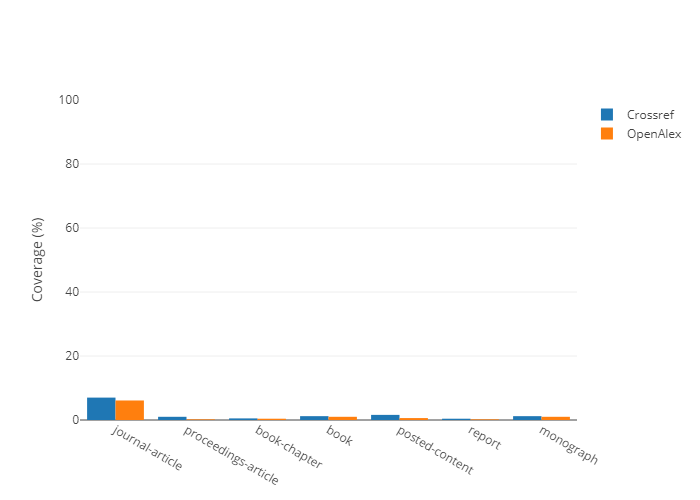 100
80
60
40
20
0
Coverage (%)
journal-article
proceedings-article
book-chapter
book
posted-content
report
monograph
Crossref
OpenAlex